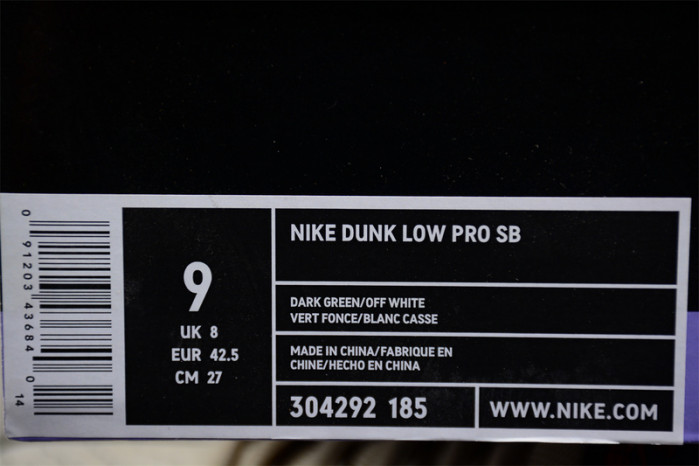 0 91203 43684 0
14
9
UK 8
EUR 42.5
CM 27
NIKE DUNK LOW PRO SB
DARK GREEN/OFF WHITE
VERT FONCE/BLANC CASSE
MADE IN CHINA/FABRIQUE EN
CHINE/HECHO EN CHINA
304292 185
WWW.NIKE.COM